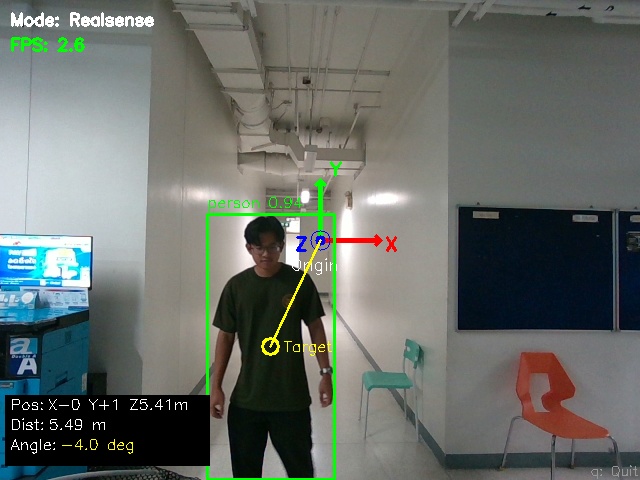 Mode: Realsense
FPS: 2.6
Y
person 0.94
Z
X
Origin
Target
a
Double A
A
Pos: X-0 Y+1 Z5.41m
Dist: 5.49 m
Angle: -4.0 deg
q: Quit